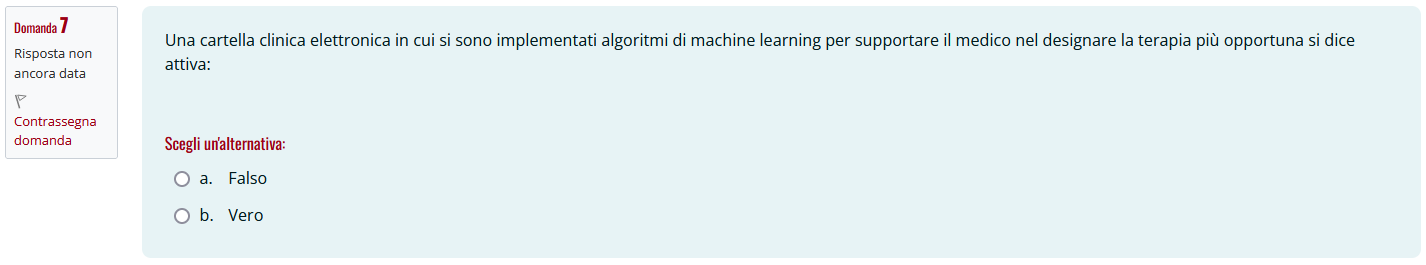 Domanda 7
Risposta non
ancora data
Contrassegna
domanda
Una cartella clinica elettronica in cui si sono implementati algoritmi di machine learning per supportare il medico nel designare la terapia più opportuna si dice
attiva:
Scegli un'alternativa:
a. Falso
b. Vero